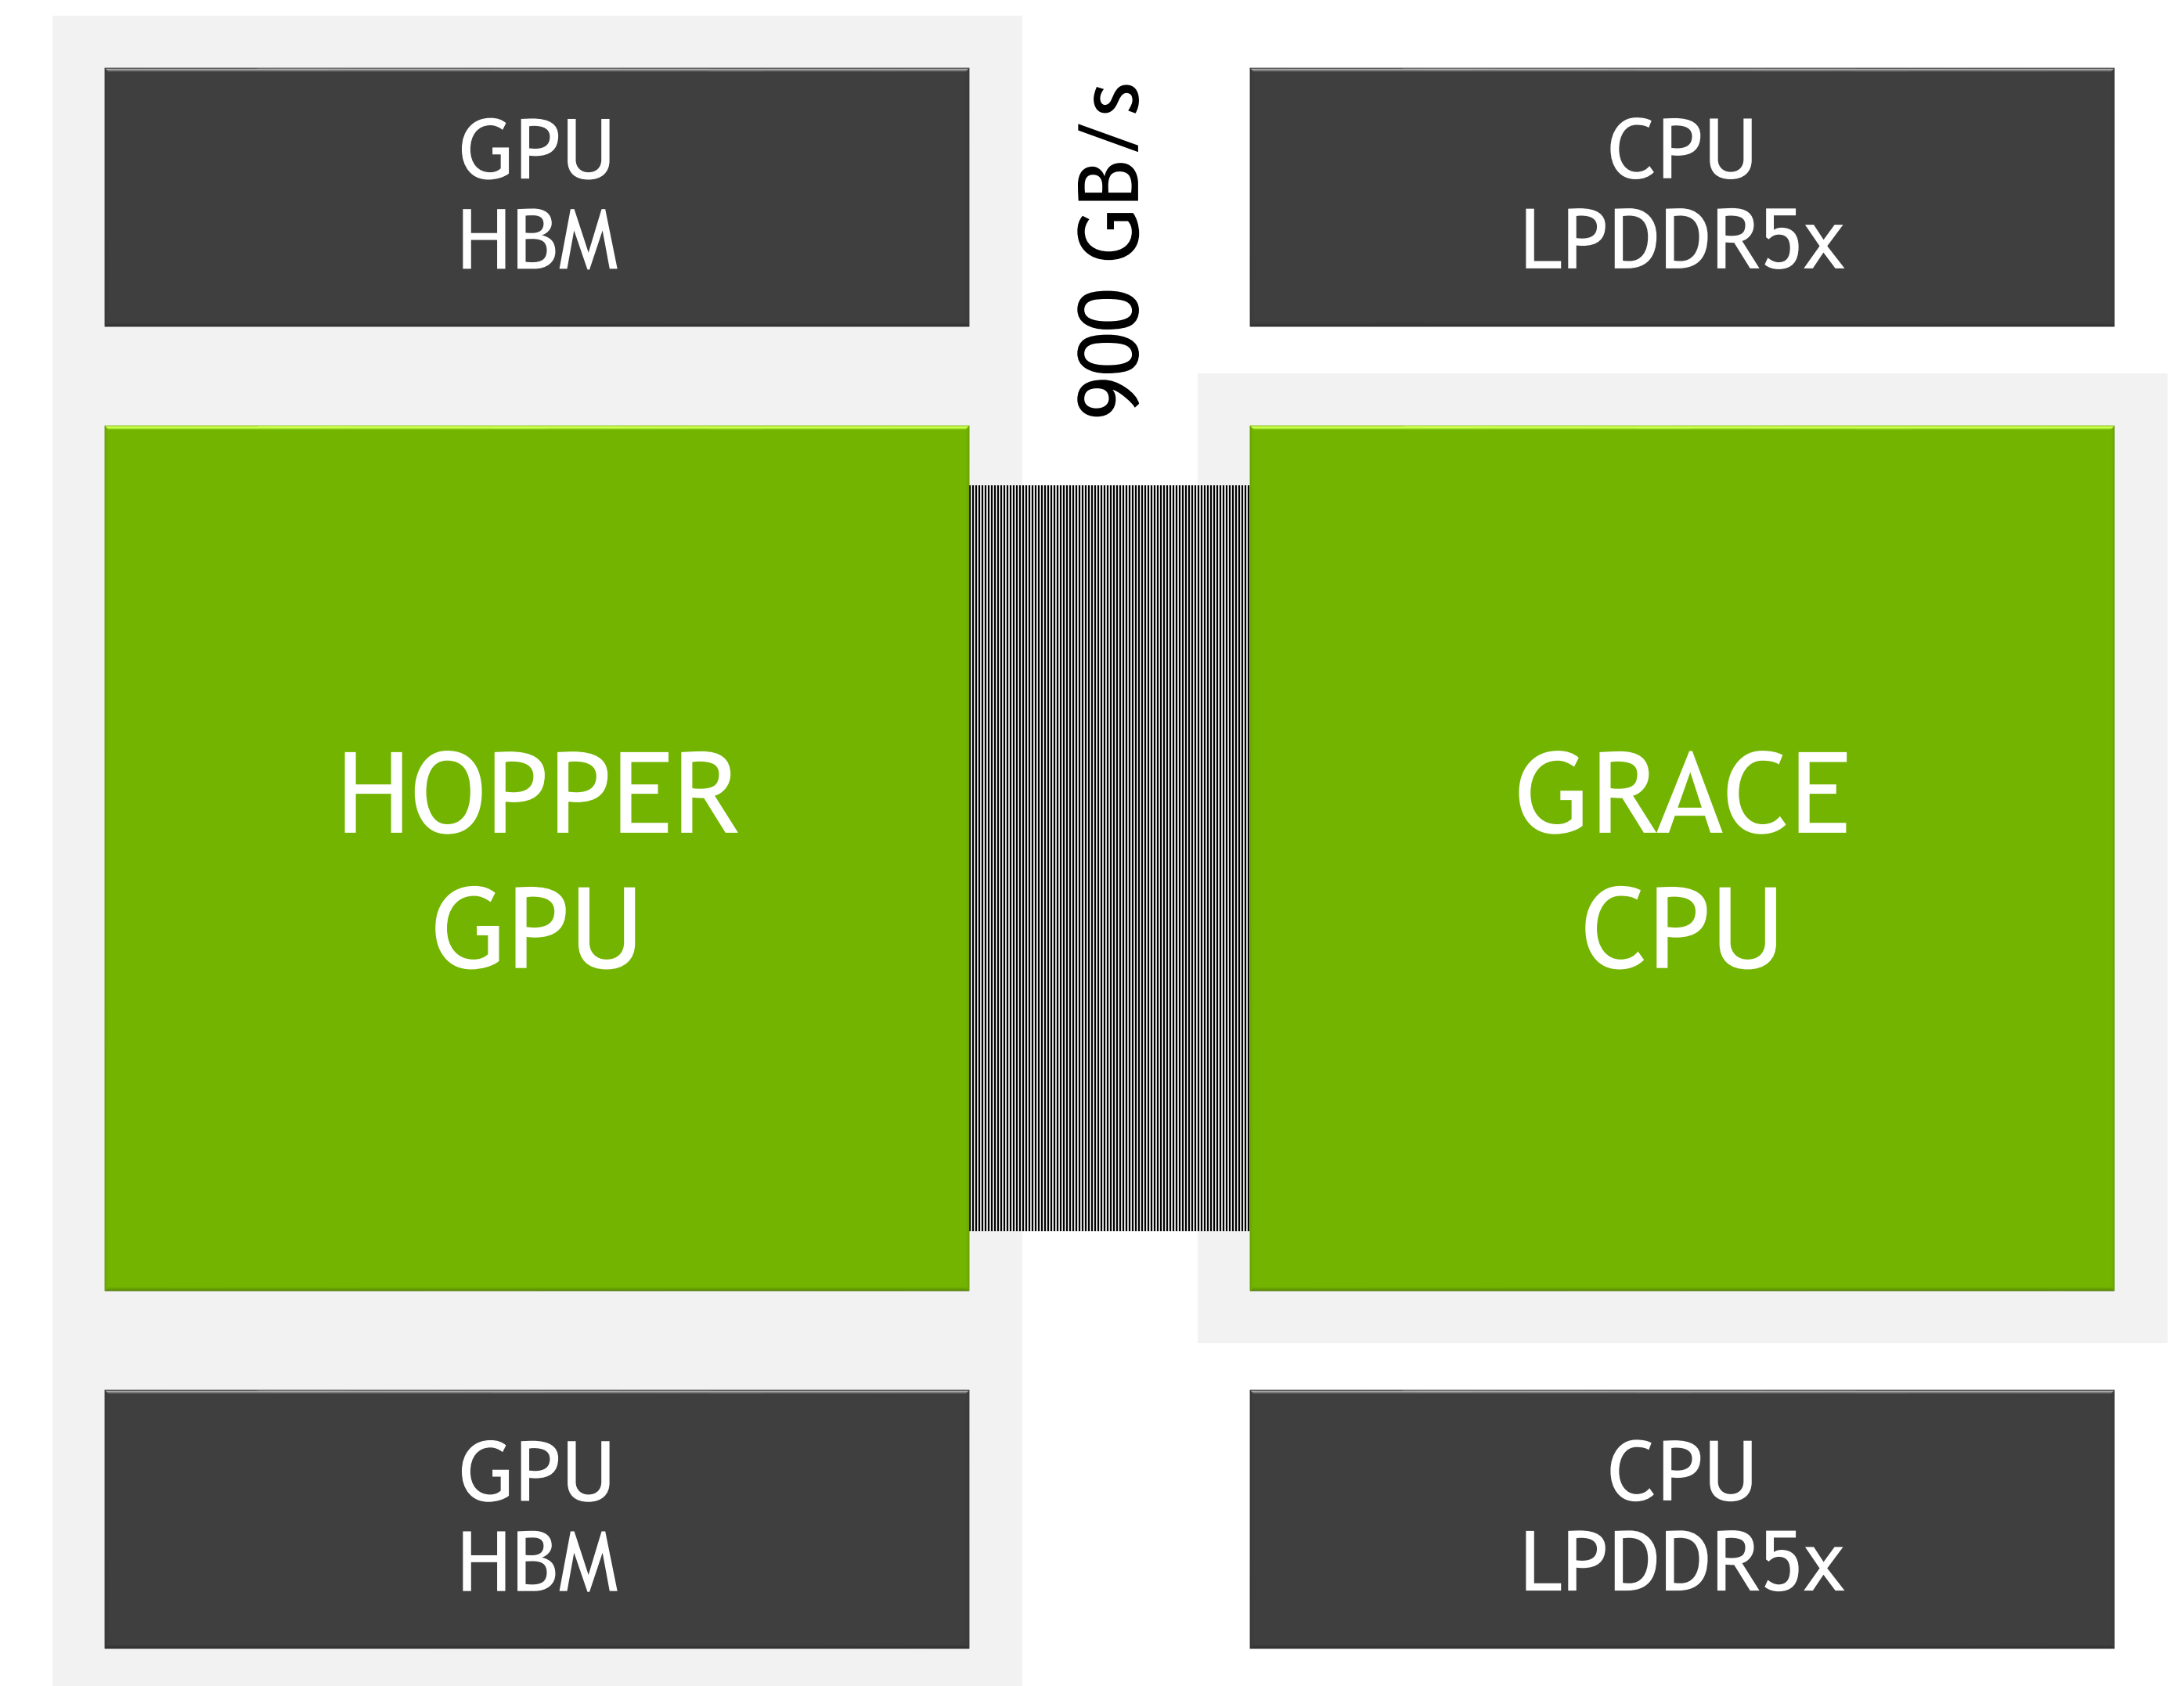 GPU
HBM
900 GB/s
CPU
LPDDR5x
HOPPER
GPU
GRACE
CPU
GPU
HBM
CPU
LPDDR5x